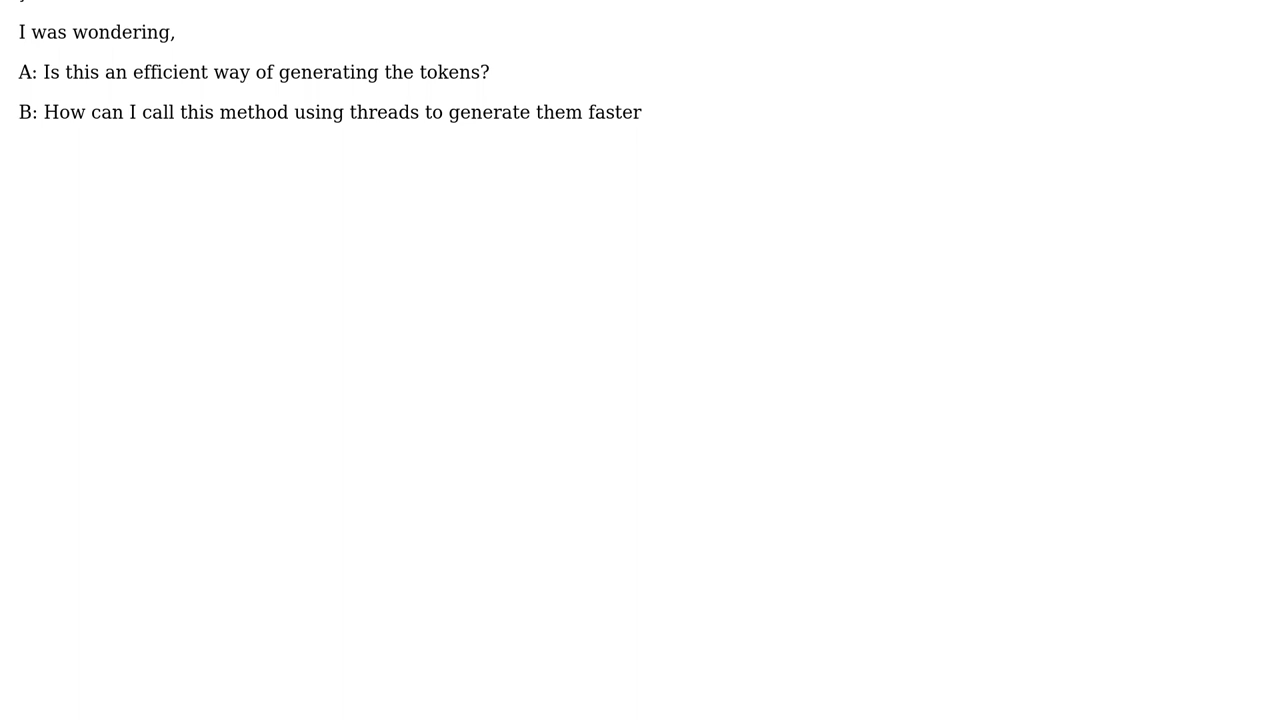 I was wondering,
A: Is this an efficient way of generating the tokens?
B: How can I call this method using threads to generate them faster